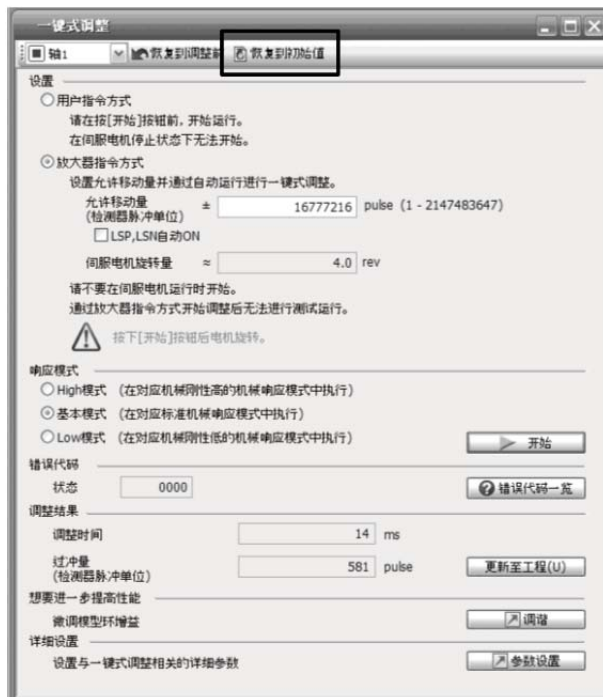 一键式调整
轴1 恢复到调整前 恢复到初始值
设置
用户指令方式
请在按[开始]按钮前，开始运行。
在伺服电机停止状态下无法开始。
放大器指令方式
设置允许移动量并通过自动运行进行一键式调整。
允许移动量
(检测器脉冲单位) ± 16777216 pulse (1 - 2147483647)
LSP,LSN自动ON
伺服电机旋转量 ≈ 4.0 rev
请不要在伺服电机运行时开始。
通过放大器指令方式开始调整后无法进行测试运行。
按下[开始]按钮后电机旋转。
响应模式
High模式 (在对应机械刚性高的机械响应模式中执行)
基本模式 (在对应标准机械响应模式中执行)
Low模式 (在对应机械刚性低的机械响应模式中执行) 开始
错误代码
状态 0000 错误代码一览
调整结果
调整时间 14 ms
过冲量
(检测器脉冲单位) 581 pulse 更新至工程(U)
想要进一步提高性能
微调模型环增益 调谐
详细设置
设置与一键式调整相关的详细参数 参数设置